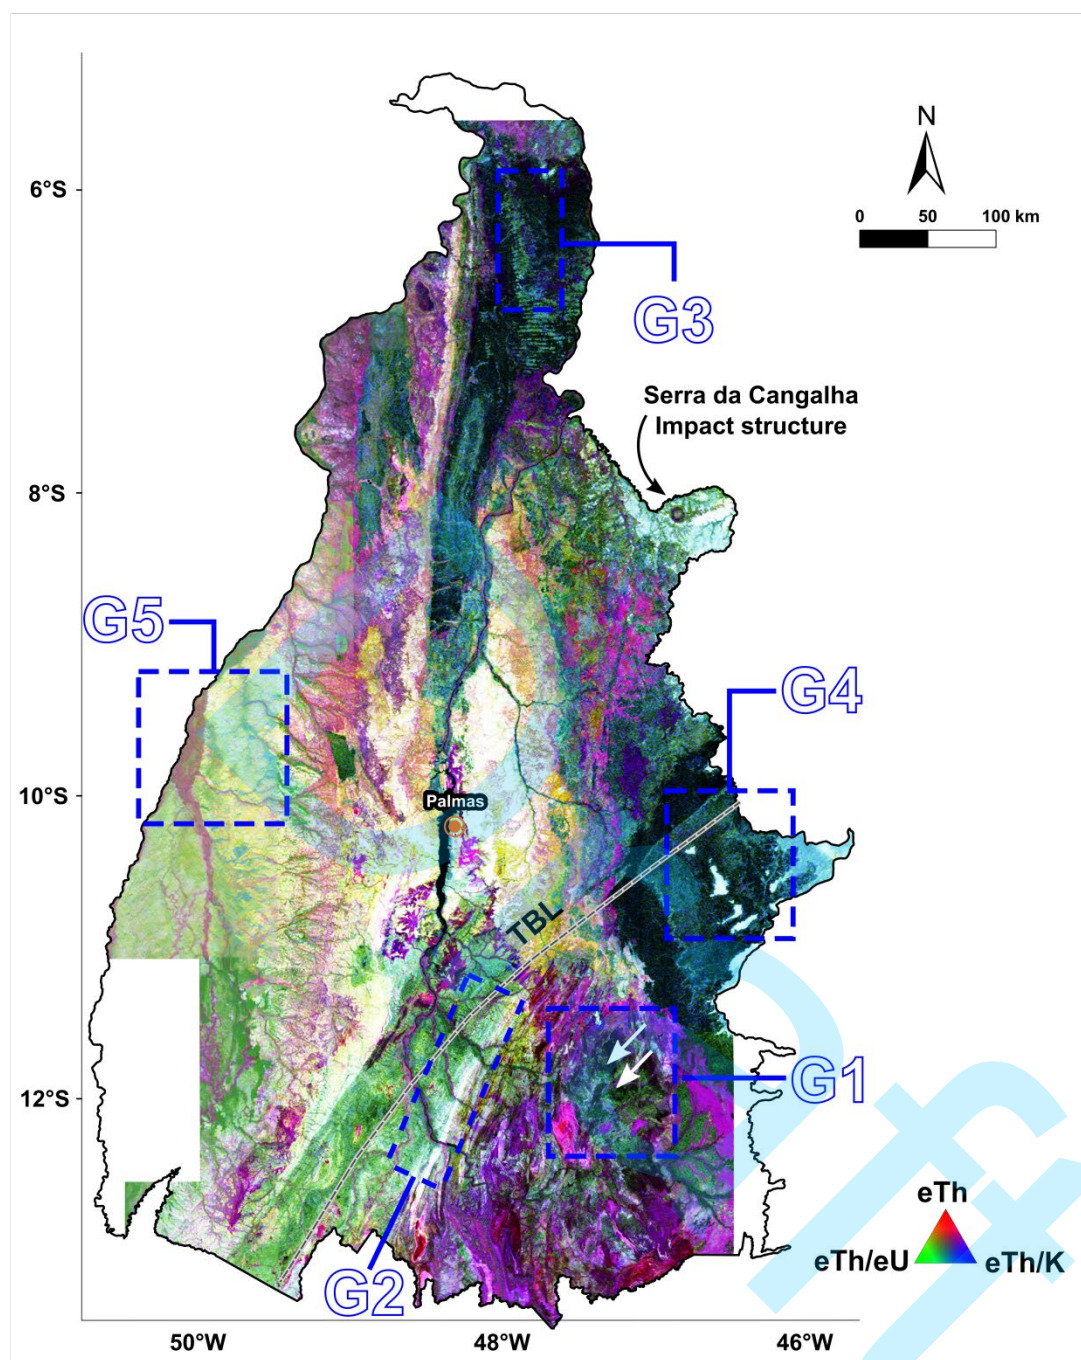 N
0 50 100 km
6°S
G3
Serra da Cangalha
Impact structure
8°S
G5
G4
10°S
Palmas
TBL
G1
12°S
eTh
eTh/eU
eTh/K
G2
50°W
48°W
46°W